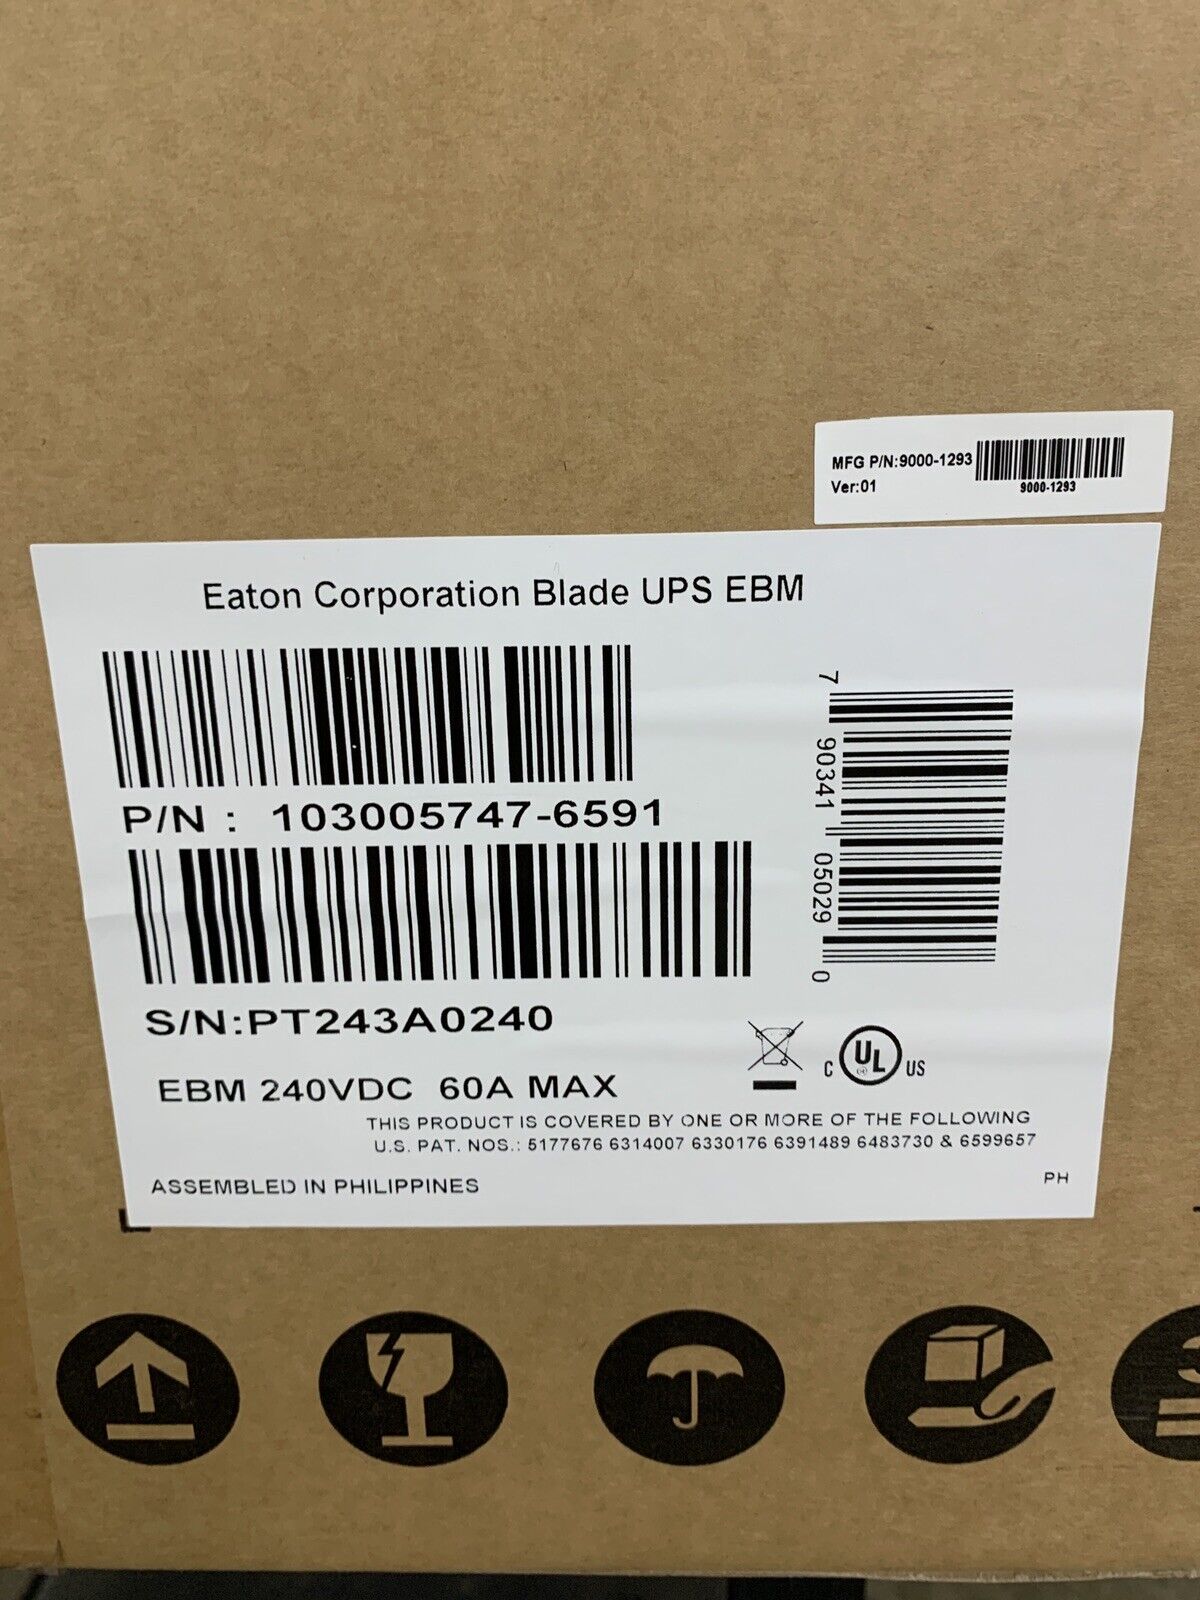 MFG P/N:9000-1293
Ver:01
9000-1293
Eaton Corporation Blade UPS EBM
P/N : 103005747-6591
7 90341 05029 0
S/N:PT243A0240
EBM 240VDC 60A MAX
C UL US
THIS PRODUCT IS COVERED BY ONE OR MORE OF THE FOLLOWING
U.S. PAT. NOS.: 5177676 6314007 6330176 6391489 6483730 & 6599657
ASSEMBLED IN PHILIPPINES
PH